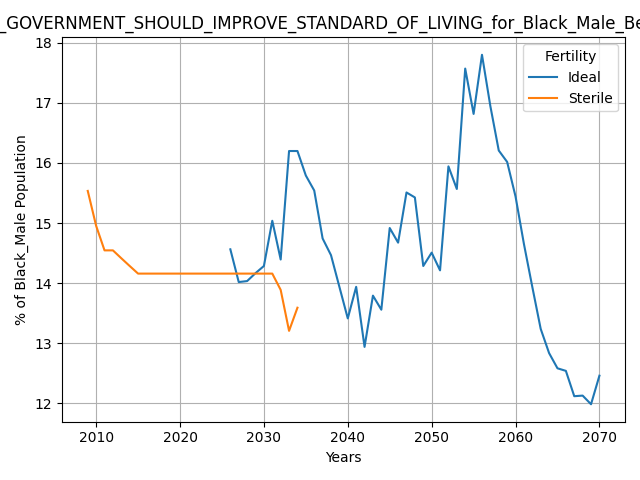 _GOVERNMENT_SHOULD_IMPROVE_STANDARD_OF_LIVING_for_Black_Male_Be
18
17
16
15
14
13
12
% of Black_Male Population
Fertility
Ideal
Sterile
2010 2020 2030 2040 2050 2060 2070
Years